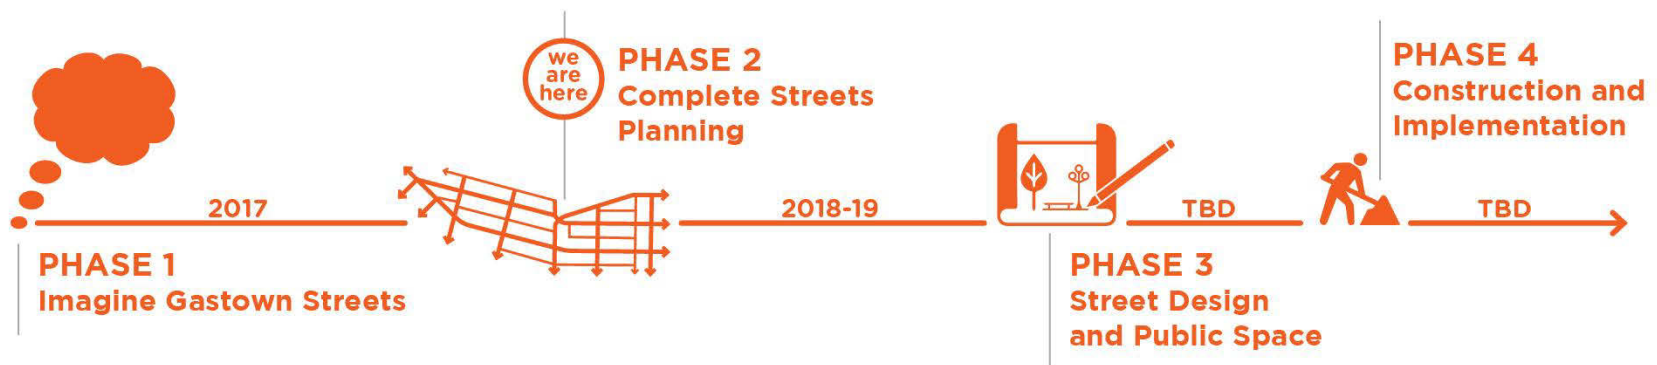 PHASE 1
Imagine Gastown Streets
2017
we
are
here
PHASE 2
Complete Streets
Planning
2018-19
PHASE 3
Street Design
and Public Space
TBD
PHASE 4
Construction and
Implementation
TBD